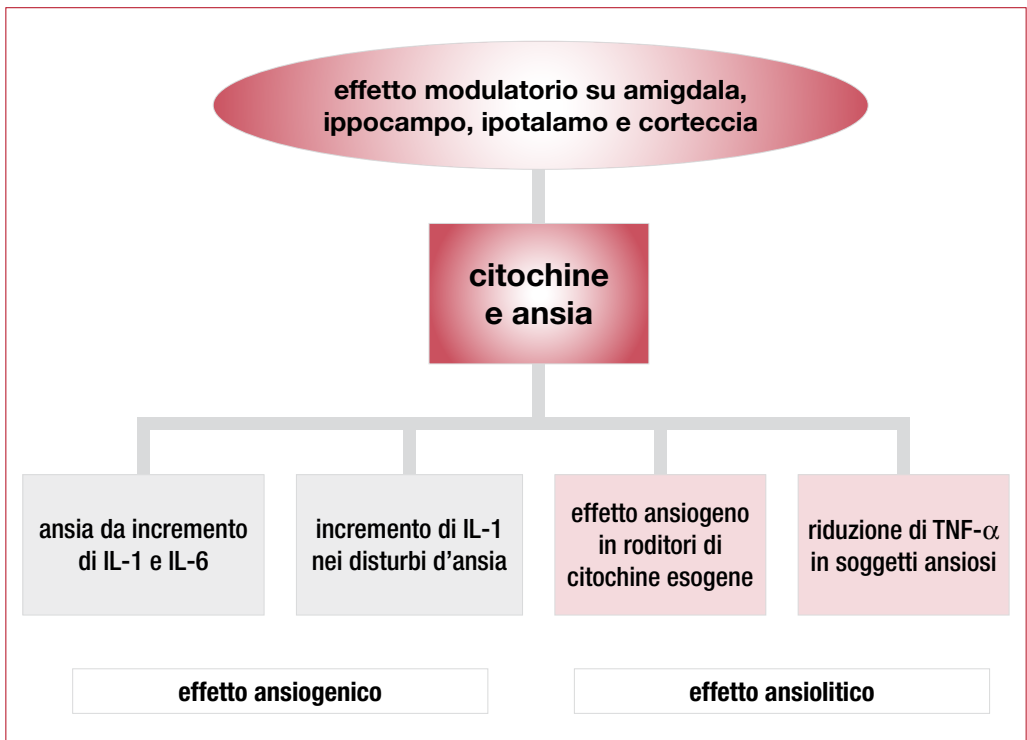 effetto modulatorio su amigdala,
ippocampo, ipotalamo e corteccia
citochine
e ansia
ansia da incremento
di IL-1 e IL-6
incremento di IL-1
nei disturbi d’ansia
effetto ansiogeno
in roditori di
citochine esogene
riduzione di TNF-α
in soggetti ansiosi
effetto ansiogenico
effetto ansiolitico